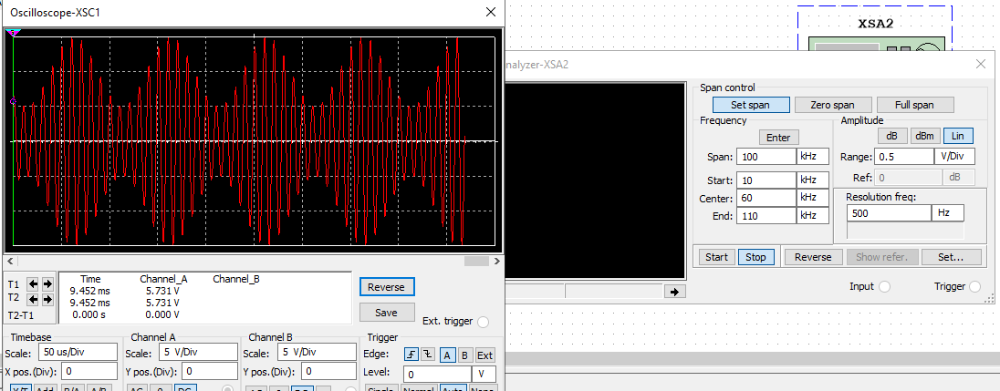 Oscilloscope-XSC1
XSA2
nalyzer-XSA2
Span control
Set span Zero span Full span
Frequency Amplitude
Enter dB dBm Lin
Span: 100 kHz Range: 0.5 V/Div
Start: 10 kHz Ref: 0 dB
Center: 60 kHz Resolution freq:
End: 110 kHz 500 Hz
Start Stop Reverse Show refer. Set...
Input Trigger
Time Channel_A Channel_B
T1 9.452 ms 5.731 V
T2 9.452 ms 5.731 V
T2-T1 0.000 s 0.000 V
Reverse
Save
Ext. trigger
Timebase Channel A Channel B Trigger
Scale: 50 us/Div Scale: 5 V/Div Scale: 5 V/Div Edge: A B Ext
X pos.(Div): 0 Y pos.(Div): 0 Y pos.(Div): 0 Level: 0 V
Y/T Add B/A A/B AC 0 DC Single Normal Auto None